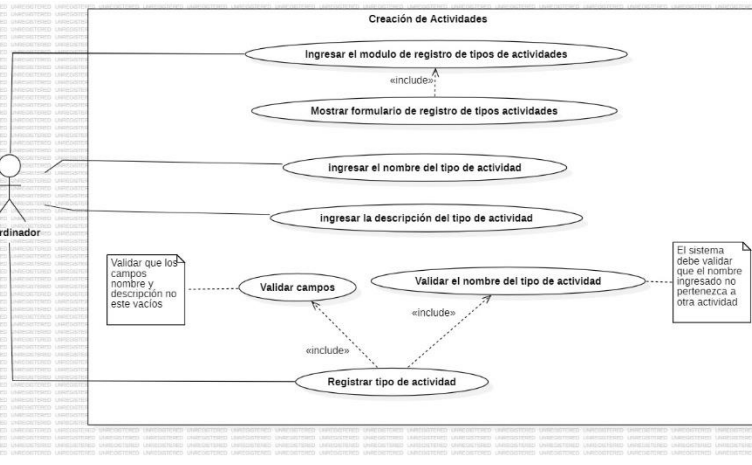 Creación de Actividades
Ingresar el modulo de registro de tipos de actividades
«include»
Mostrar formulario de registro de tipos actividades
ingresar el nombre del tipo de actividad
ingresar la descripción del tipo de actividad
rdinador
Validar que los
campos
nombre y
descripción no
este vacíos
Validar campos
Validar el nombre del tipo de actividad
El sistema
debe validar
que el nombre
ingresado no
pertenezca a
otra actividad
«include»
«include»
Registrar tipo de actividad